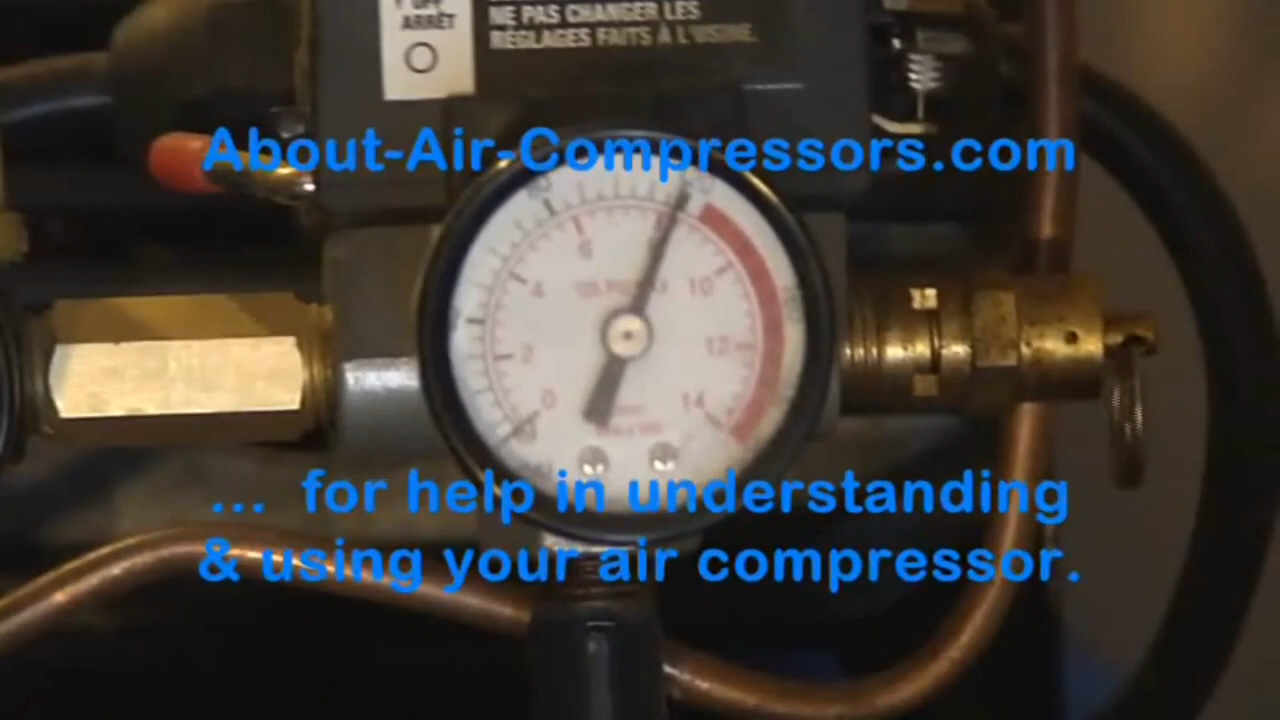 OFF
ARRÊT
NE PAS CHANGER LES
RÉGLAGES FAITS À L'USINE.
About-Air-Compressors.com
6
4
10
2
12
0
14
... for help in understanding
& using your air compressor.